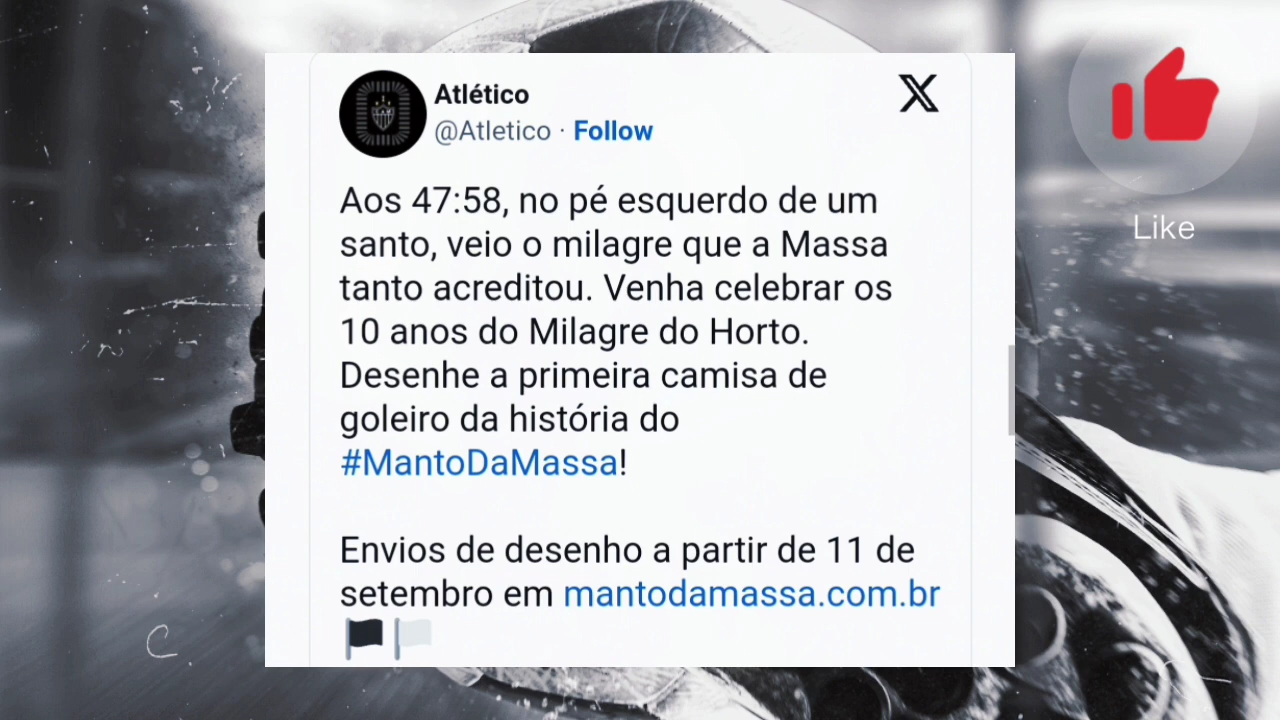 Atlético
@Atletico · Follow
Like
Aos 47:58, no pé esquerdo de um
santo, veio o milagre que a Massa
tanto acreditou. Venha celebrar os
10 anos do Milagre do Horto.
Desenhe a primeira camisa de
goleiro da história do
#MantoDaMassa!
Envios de desenho a partir de 11 de
setembro em mantodamassa.com.br